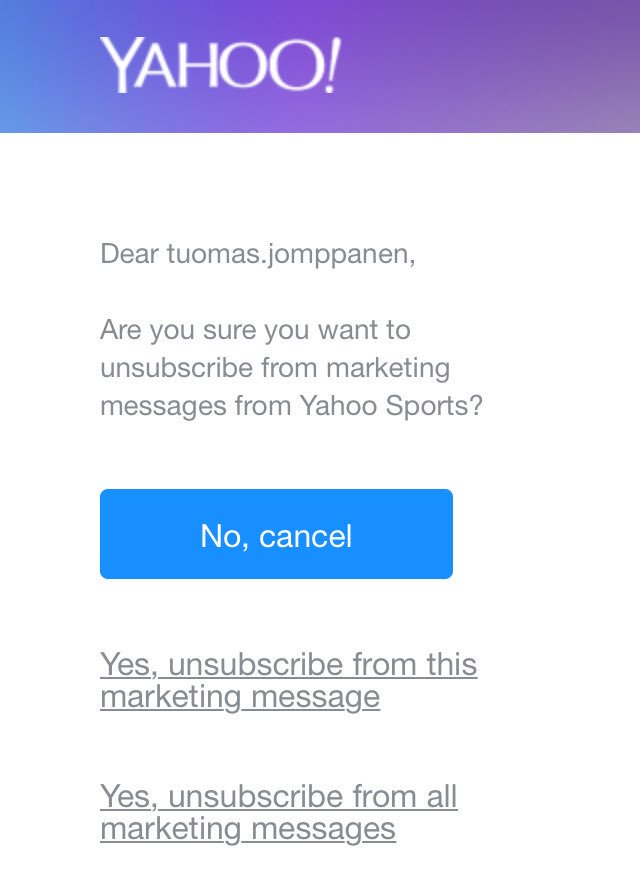 YAHOO!
Dear tuomas.jomppanen,
Are you sure you want to
unsubscribe from marketing
messages from Yahoo Sports?
No, cancel
Yes, unsubscribe from this
marketing message
Yes, unsubscribe from all
marketing messages